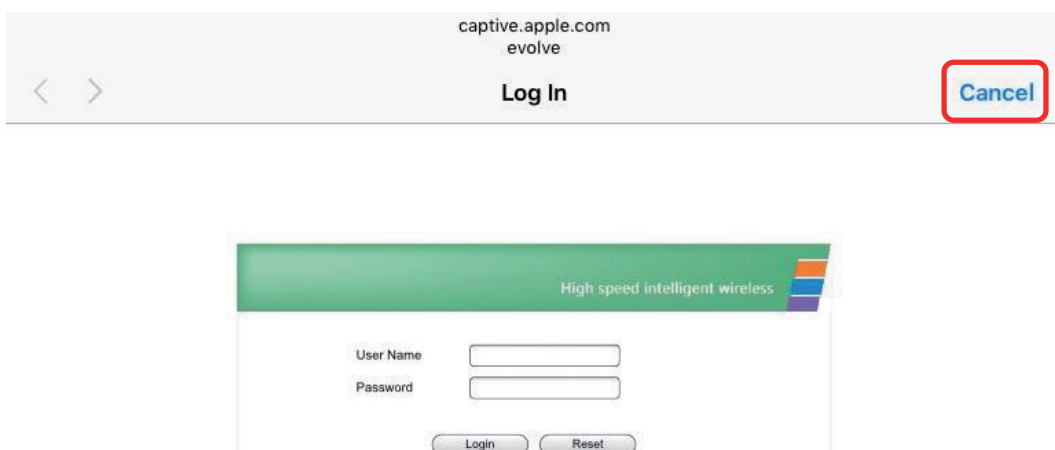 captive.apple.com
evolve
Log In
Cancel
High speed intelligent wireless
User Name
Password
Login Reset